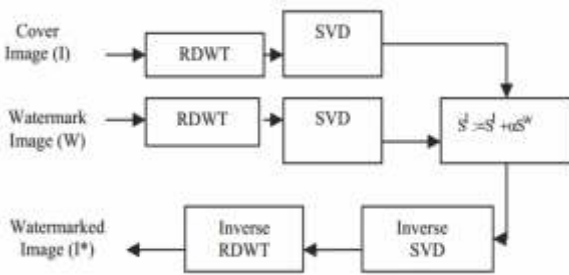 Cover
Image (I)
RDWT
SVD
Watermark
Image (W)
RDWT
SVD
Watermarked
Image (I*)
Inverse
RDWT
Inverse
SVD